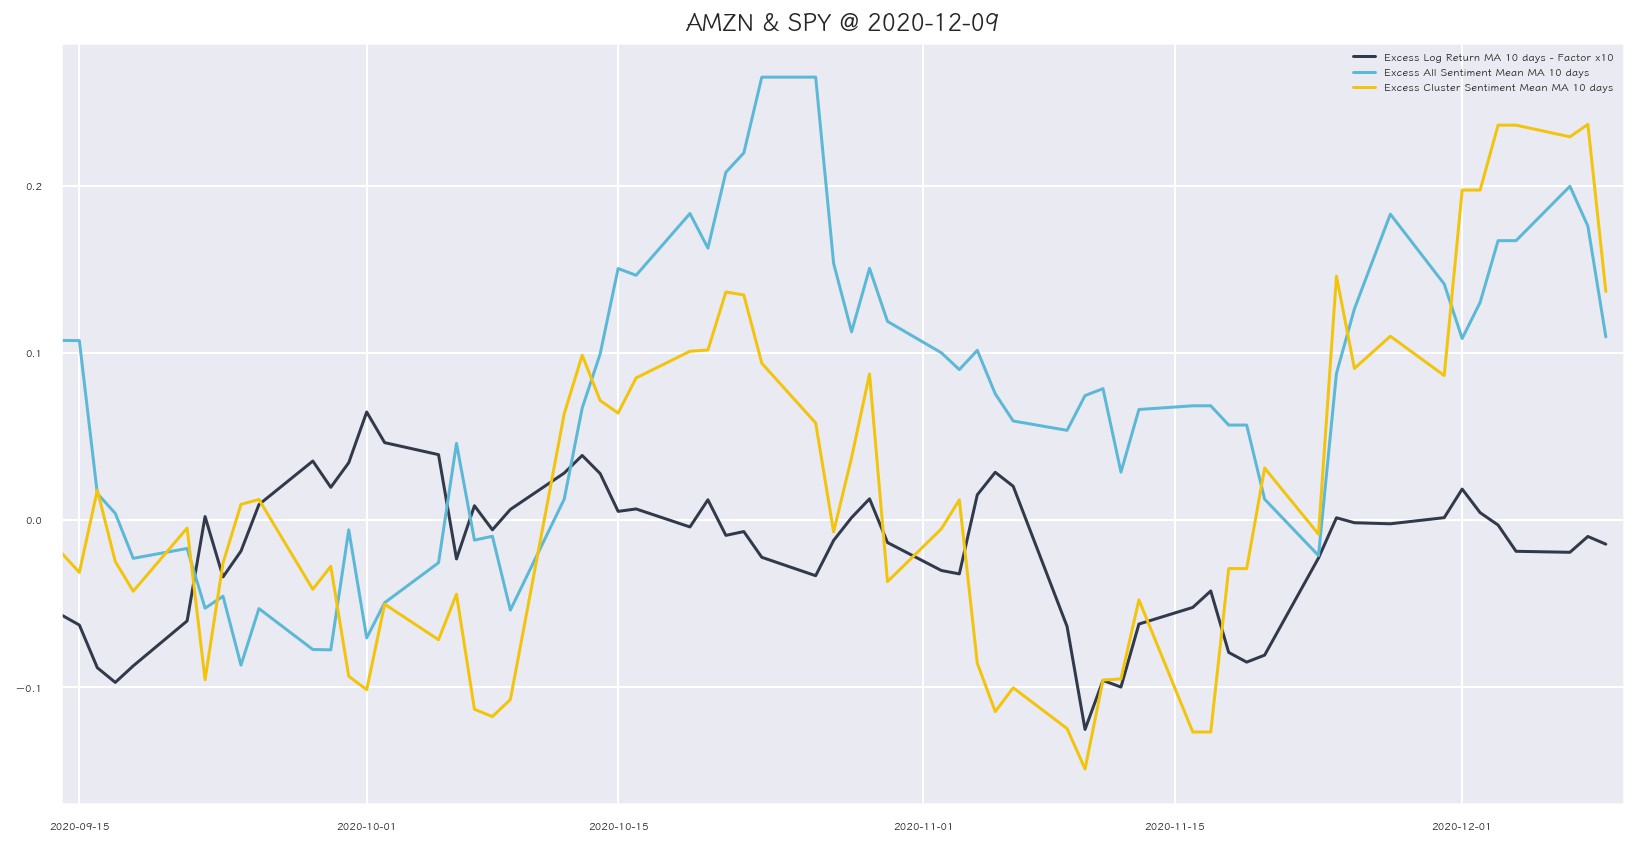 AMZN & SPY @ 2020-12-09
Excess Log Return MA 10 days - Factor x10
Excess All Sentiment Mean MA 10 days
Excess Cluster Sentiment Mean MA 10 days
0.2
0.1
0.0
−0.1
2020-09-15 2020-10-01 2020-10-15 2020-11-01 2020-11-15 2020-12-01